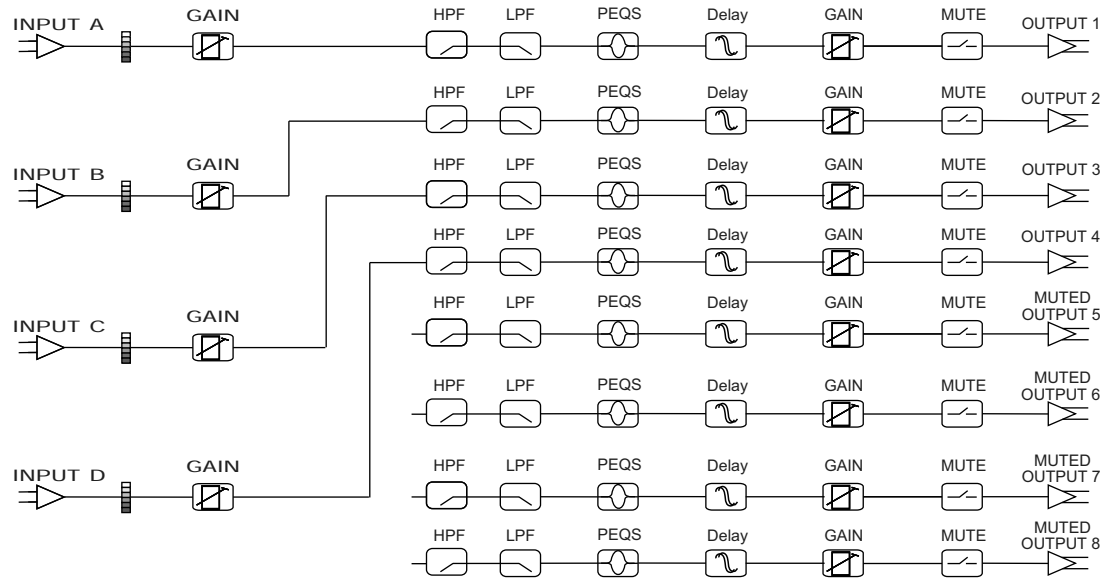 INPUT A GAIN HPF LPF PEQS Delay GAIN MUTE OUTPUT 1
HPF LPF PEQS Delay GAIN MUTE OUTPUT 2
INPUT B GAIN HPF LPF PEQS Delay GAIN MUTE OUTPUT 3
HPF LPF PEQS Delay GAIN MUTE OUTPUT 4
INPUT C GAIN HPF LPF PEQS Delay GAIN MUTE MUTED
OUTPUT 5
HPF LPF PEQS Delay GAIN MUTE MUTED
OUTPUT 6
INPUT D GAIN HPF LPF PEQS Delay GAIN MUTE MUTED
OUTPUT 7
HPF LPF PEQS Delay GAIN MUTE MUTED
OUTPUT 8